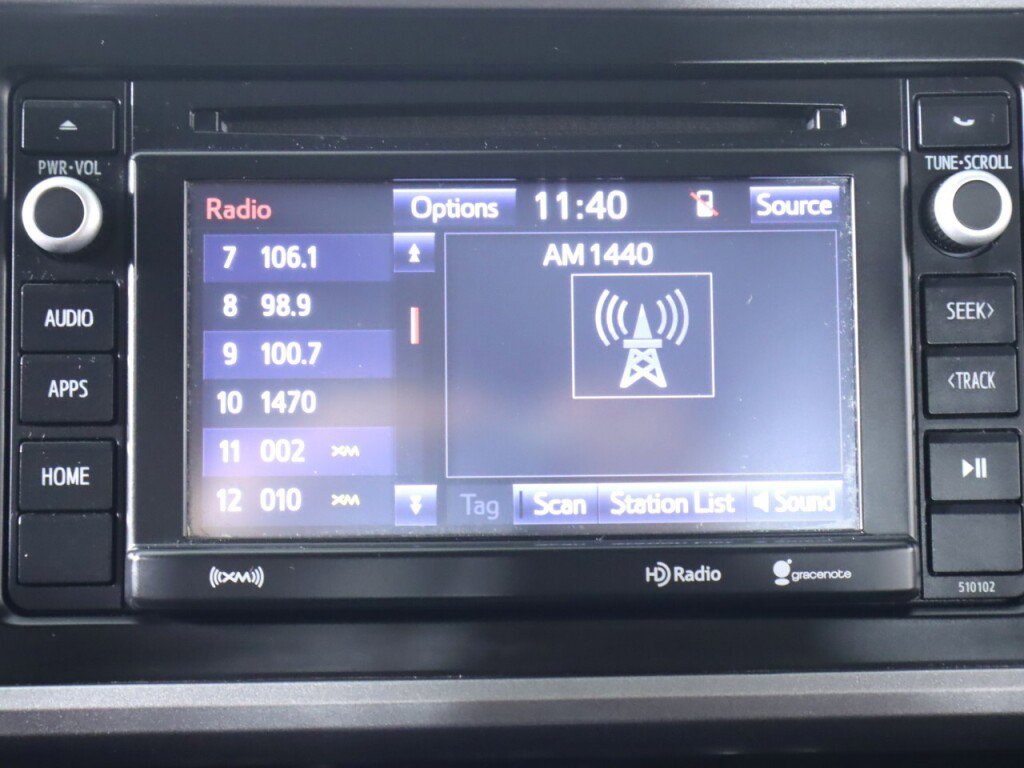 PWR•VOL
TUNE•SCROLL
Radio Options 11:40 Source
7 106.1
8 98.9
9 100.7
10 1470
11 002 XM
12 010 XM
AM 1440
Tag Scan Station List Sound
AUDIO
APPS
HOME
SEEK>
<TRACK
((XM))
HD Radio
gracenote
510102